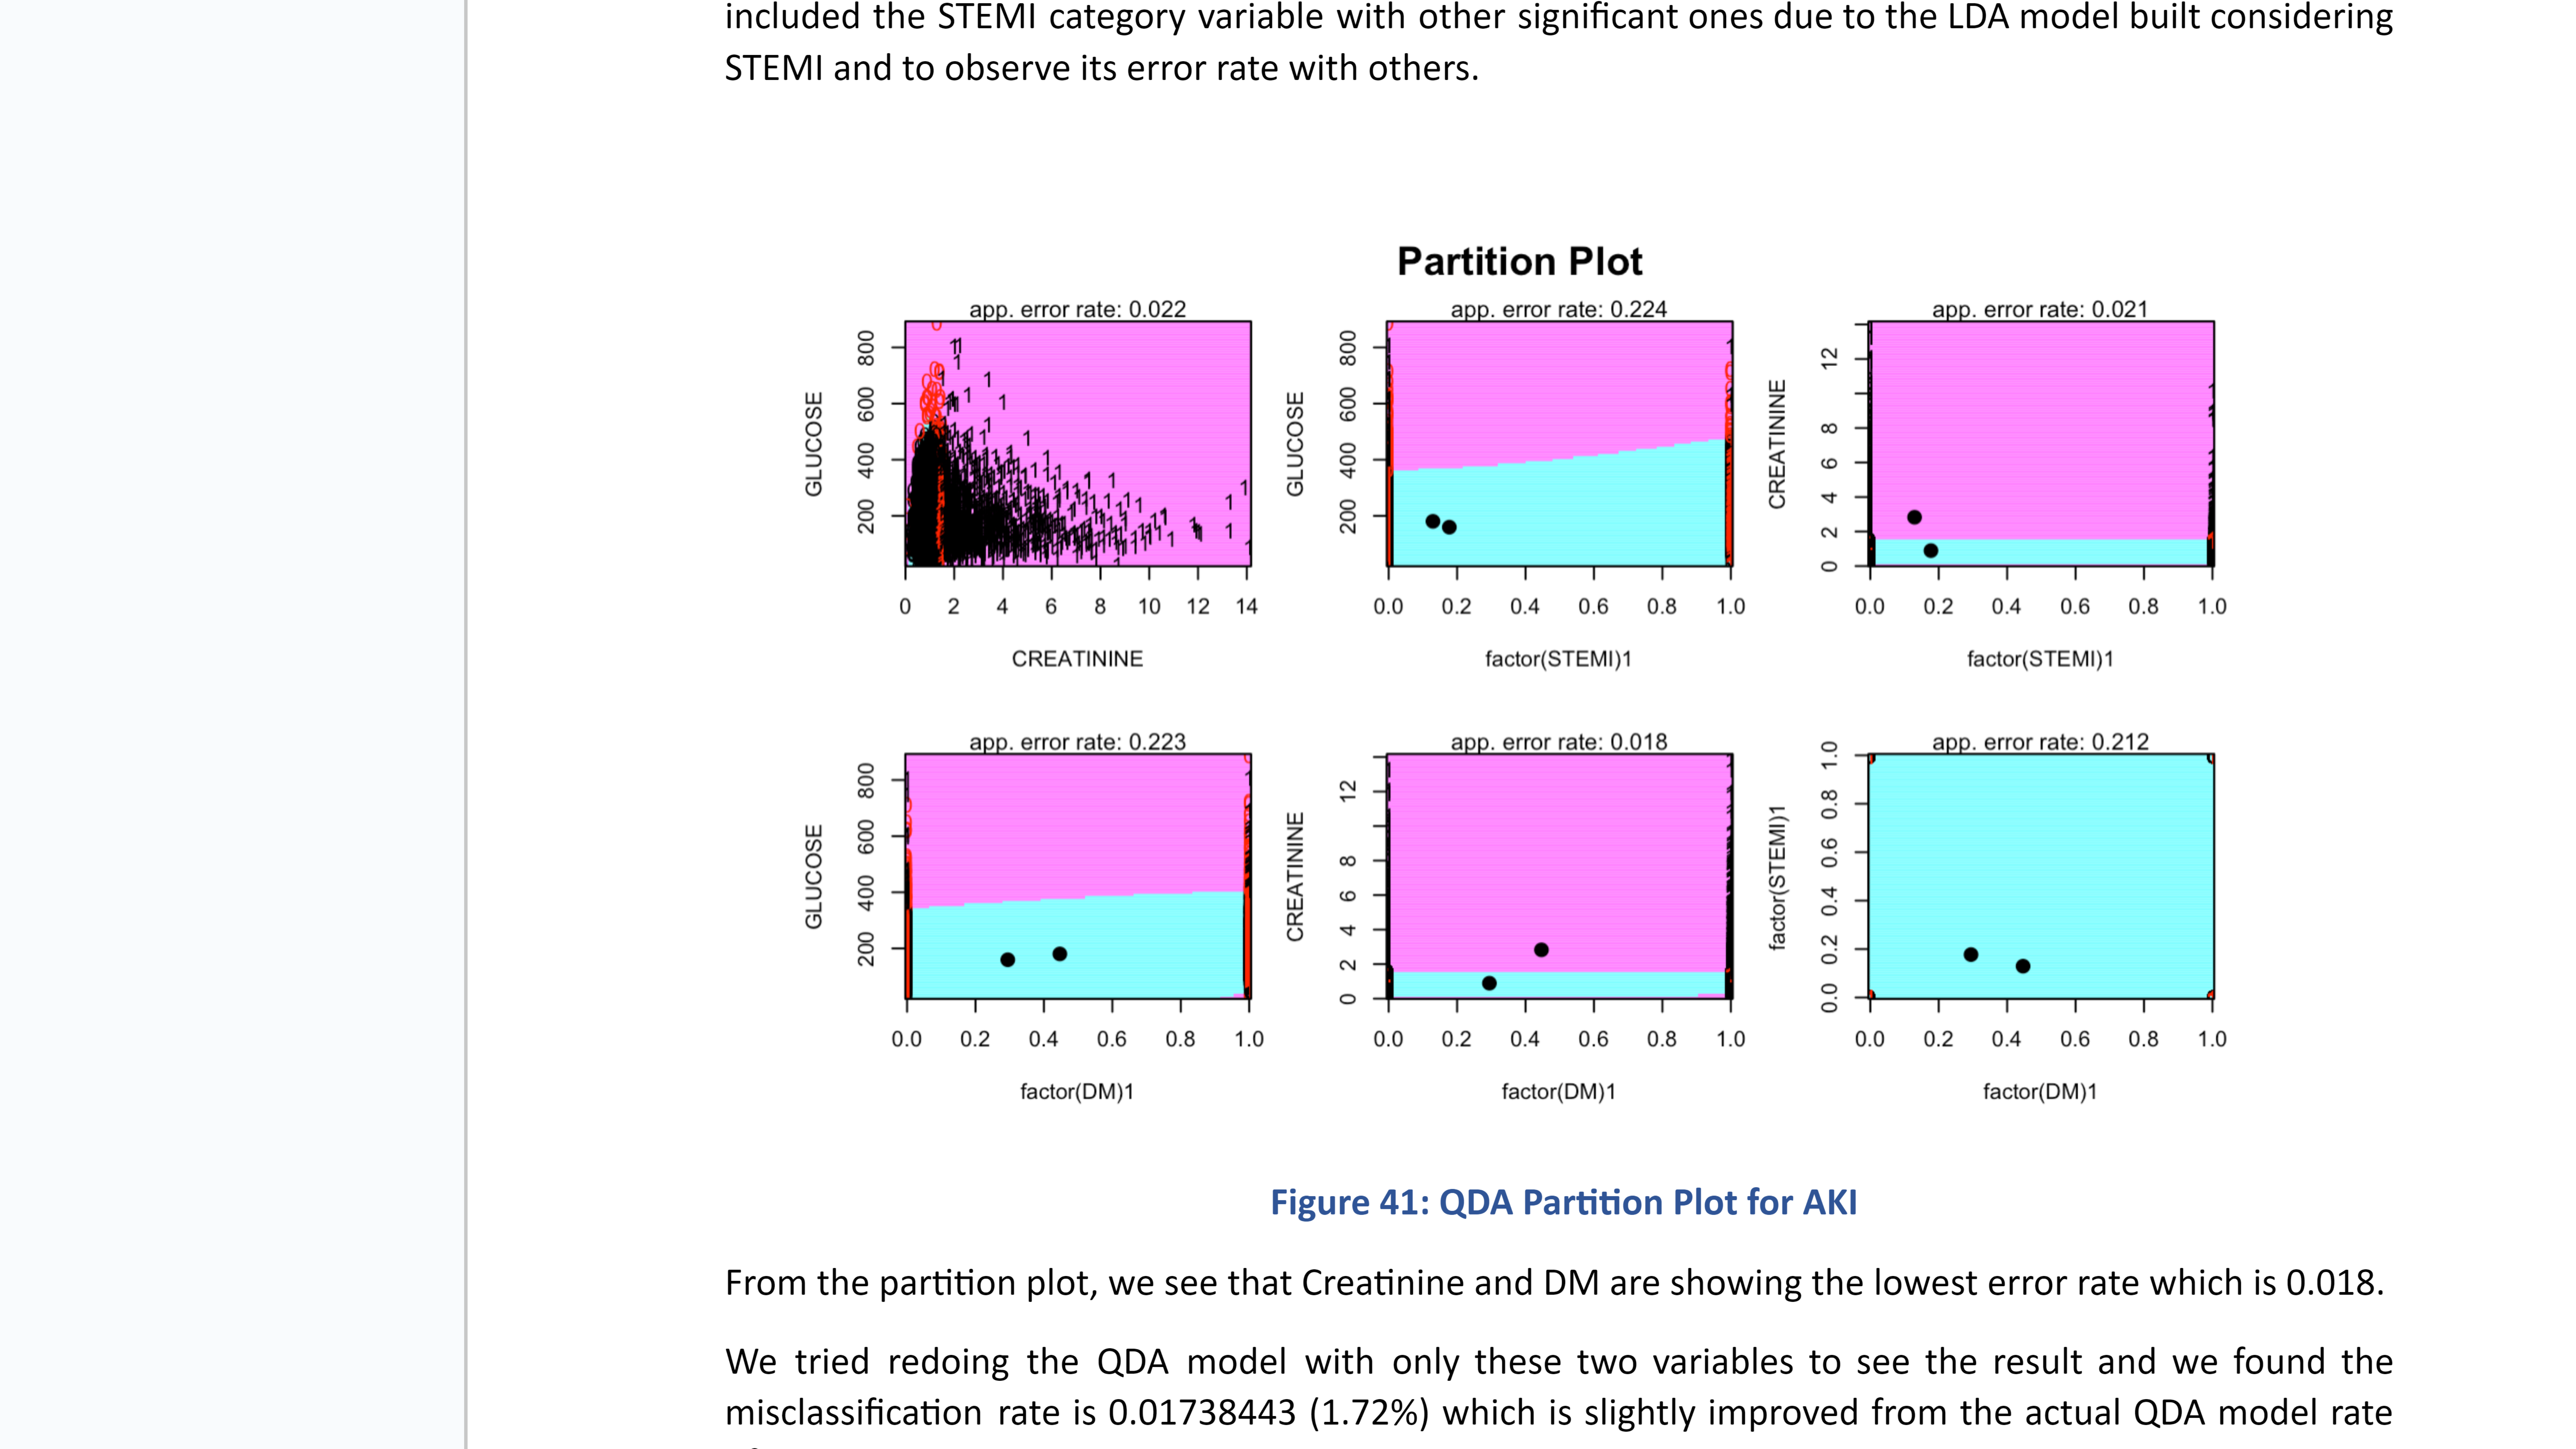 included the STEMI category variable with other significant ones due to the LDA model built considering
STEMI and to observe its error rate with others.
Partition Plot
app. error rate: 0.022
GLUCOSE
200 400 600 800
0 2 4 6 8 10 12 14
CREATININE
app. error rate: 0.224
GLUCOSE
200 400 600 800
0.0 0.2 0.4 0.6 0.8 1.0
factor(STEMI)1
app. error rate: 0.021
CREATININE
0 2 4 6 8 12
0.0 0.2 0.4 0.6 0.8 1.0
factor(STEMI)1
app. error rate: 0.223
GLUCOSE
200 400 600 800
0.0 0.2 0.4 0.6 0.8 1.0
factor(DM)1
app. error rate: 0.018
CREATININE
0 2 4 6 8 12
0.0 0.2 0.4 0.6 0.8 1.0
factor(DM)1
app. error rate: 0.212
factor(STEMI)1
0.0 0.2 0.4 0.6 0.8 1.0
0.0 0.2 0.4 0.6 0.8 1.0
factor(DM)1
Figure 41: QDA Partition Plot for AKI
From the partition plot, we see that Creatinine and DM are showing the lowest error rate which is 0.018.
We tried redoing the QDA model with only these two variables to see the result and we found the
misclassification rate is 0.01738443 (1.72%) which is slightly improved from the actual QDA model rate